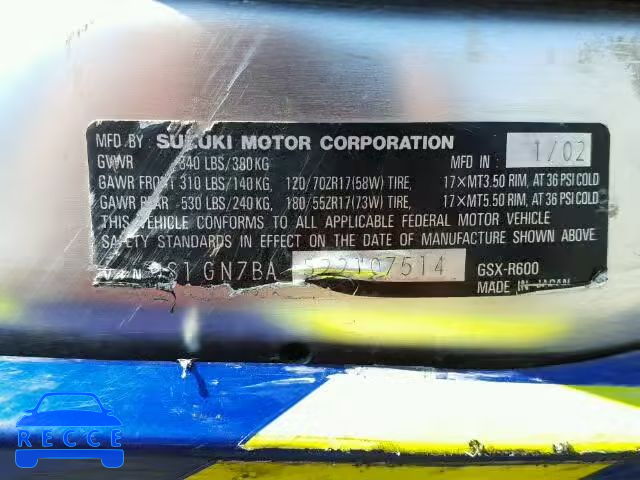 MFD BY SUZUKI MOTOR CORPORATION
GVWR 840 LBS/380KG MFD IN 1/02
GAWR FRONT 310 LBS/140KG, 120/70ZR17(58W) TIRE, 17×MT3.50 RIM, AT 36 PSI COLD
GAWR REAR 530 LBS/240KG, 180/55ZR17(73W) TIRE, 17×MT5.50 RIM, AT 36 PSI COLD
THIS VEHICLE CONFORMS TO ALL APPLICABLE FEDERAL MOTOR VEHICLE
SAFETY STANDARDS IN EFFECT ON THE DATE OF MANUFACTURE SHOWN ABOVE.
S1GN7BA 522107514 GSX-R600
MADE IN JAPAN
RECCE